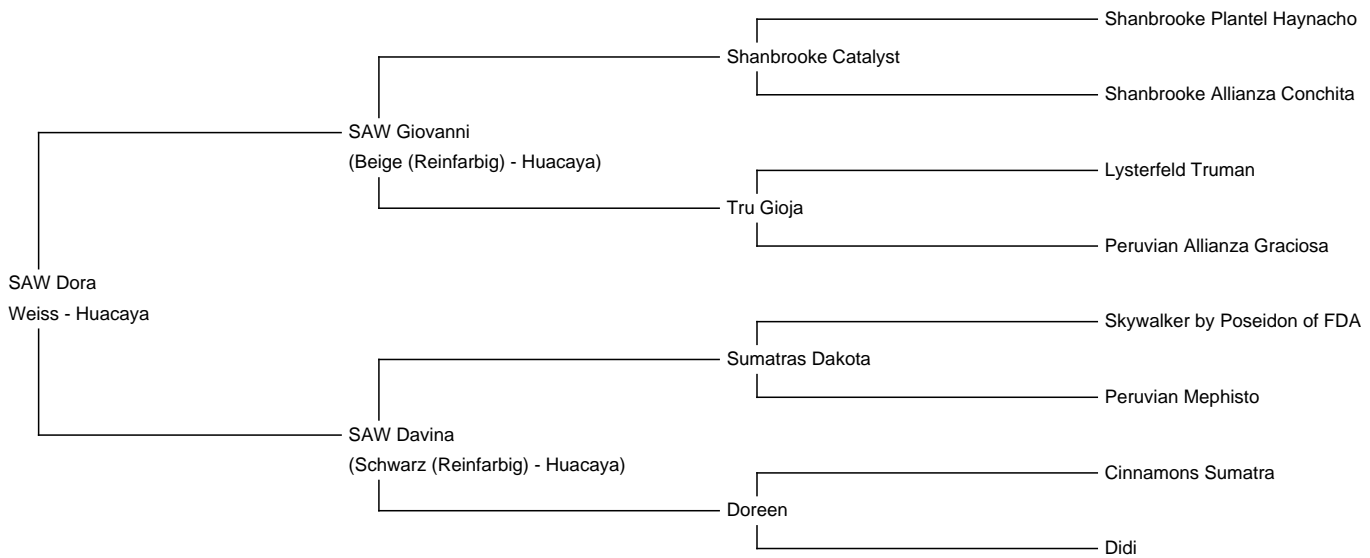 Shanbrooke Plantel Haynacho
Shanbrooke Catalyst
Shanbrooke Allianza Conchita
SAW Giovanni
(Beige (Reinfarbig) - Huacaya)
Lysterfeld Truman
Tru Gioja
Peruvian Allianza Graciosa
SAW Dora
Weiss - Huacaya
Skywalker by Poseidon of FDA
Sumatras Dakota
Peruvian Mephisto
SAW Davina
(Schwarz (Reinfarbig) - Huacaya)
Cinnamons Sumatra
Doreen
Didi